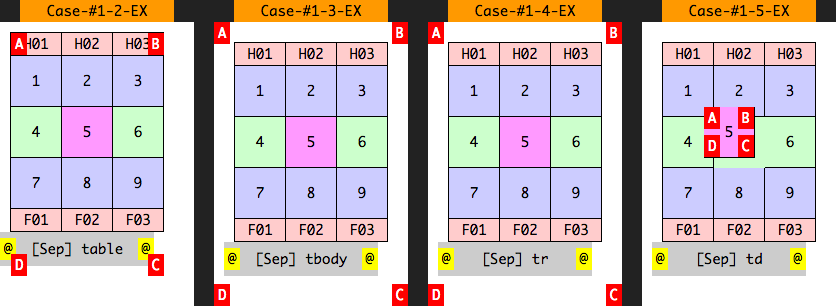 Case-#1-2-EX
A H01 H02 H03 B
1 2 3
4 5 6
7 8 9
F01 F02 F03
@ [Sep] table @
D C
Case-#1-3-EX
A B
H01 H02 H03
1 2 3
4 5 6
7 8 9
F01 F02 F03
@ [Sep] tbody @
D C
Case-#1-4-EX
A B
H01 H02 H03
1 2 3
4 5 6
7 8 9
F01 F02 F03
@ [Sep] tr @
D C
Case-#1-5-EX
H01 H02 H03
1 2 3
A B
4 5 6
D C
7 8 9
F01 F02 F03
@ [Sep] td @